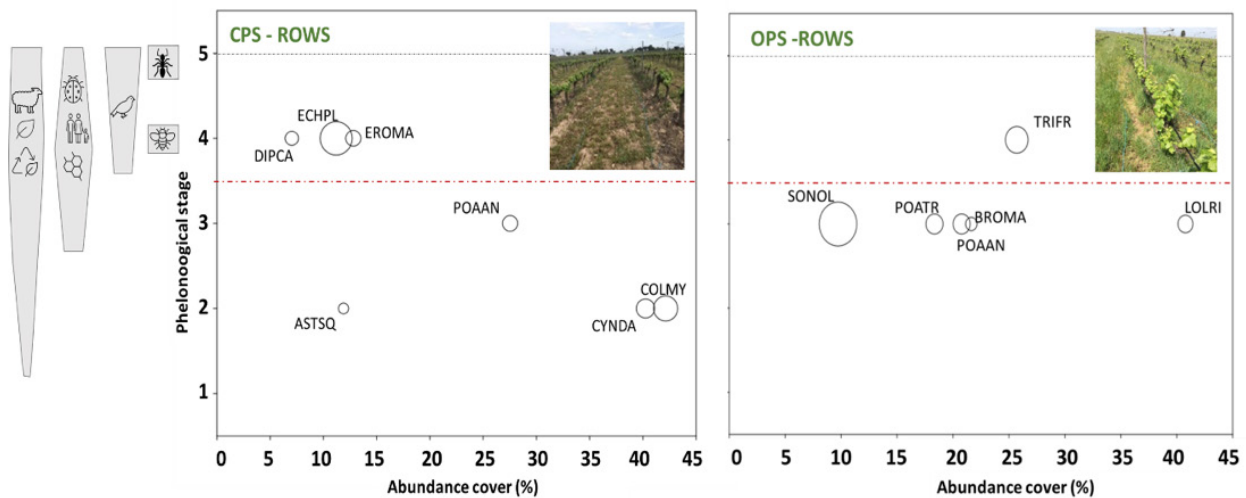 CPS - ROWS
OPS -ROWS
Phelonoogical stage
5
4
3
2
1
ECHPL
EROMA
DIPCA
POAAN
COLMY
CYNDA
ASTSQ
0 5 10 15 20 25 30 35 40 45
Abundance cover (%)
TRIFR
SONOL
POATR
BROMA
POAAN
LOLRI
0 5 10 15 20 25 30 35 40 45
Abundance cover (%)